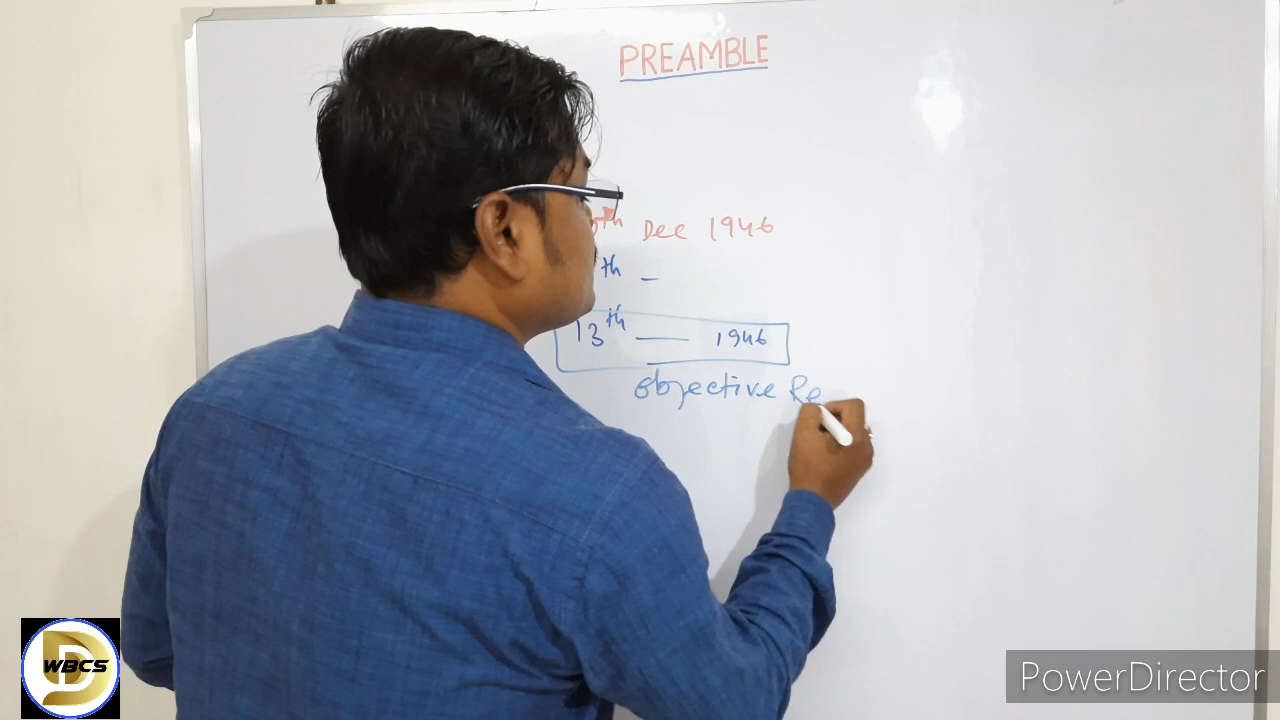 PREAMBLE
th Dec 1946
th –
13th — 1946
Objective Re
WBCS
PowerDirector